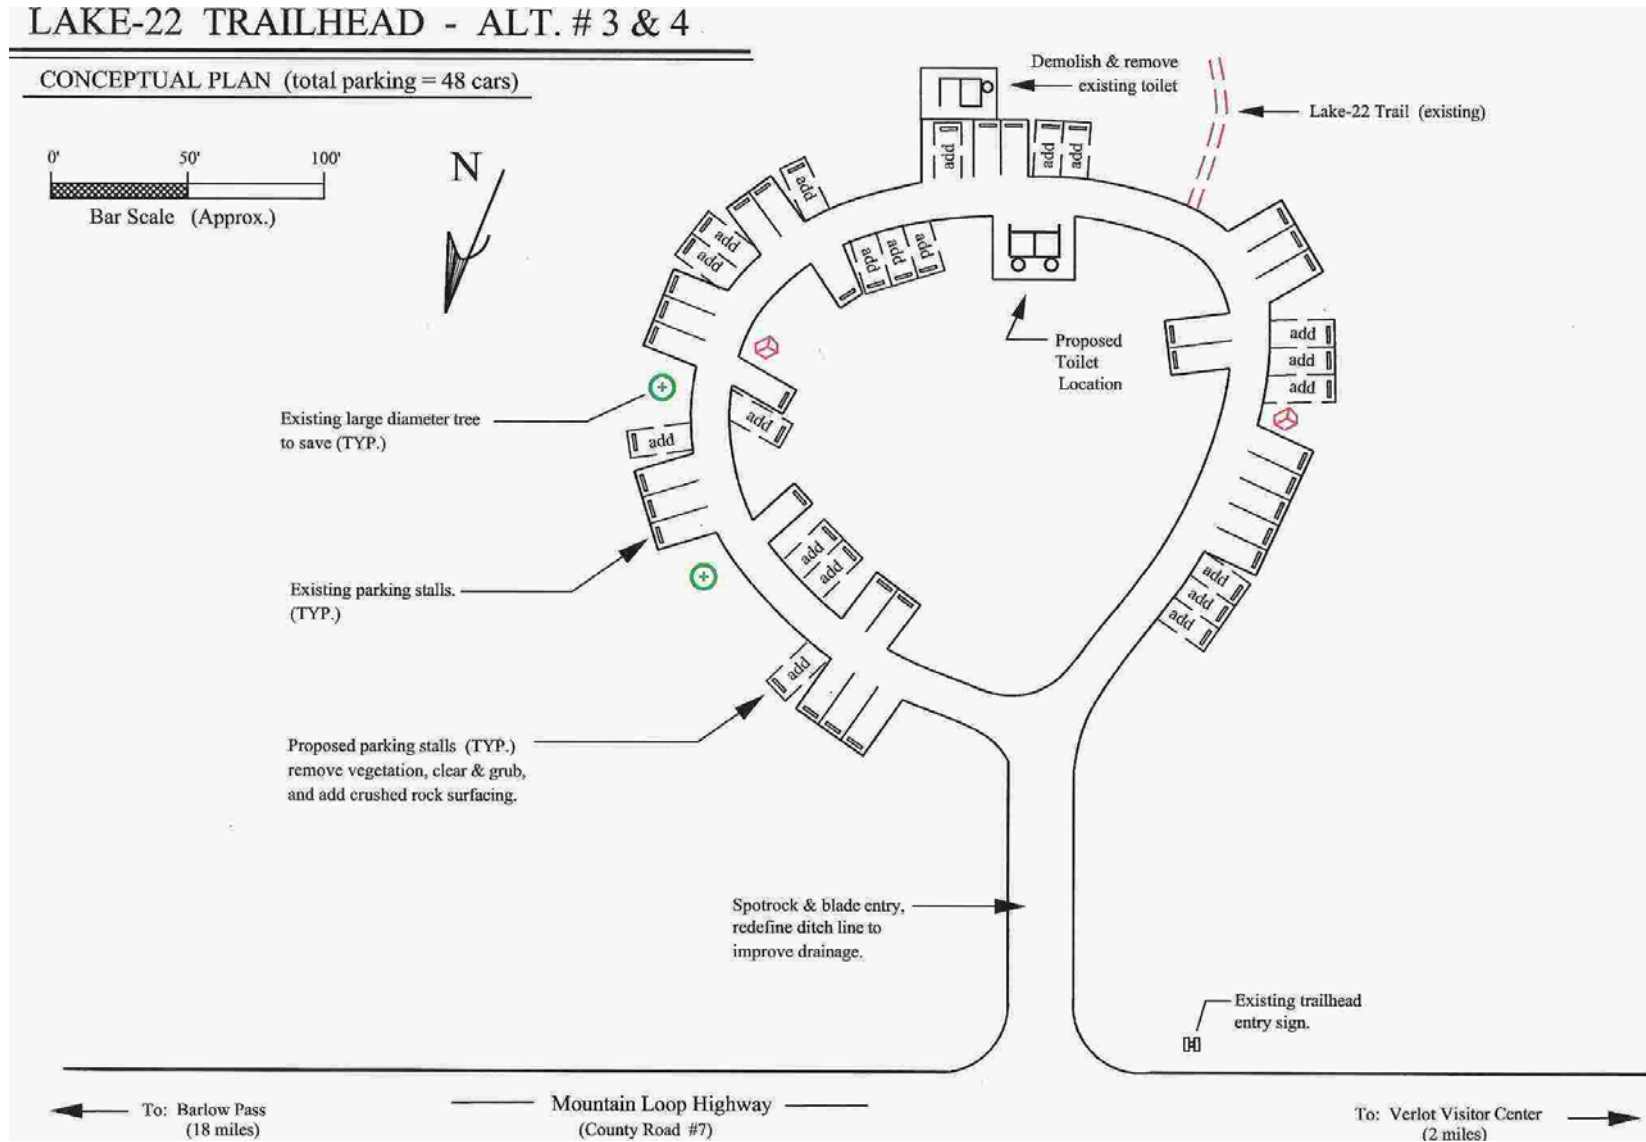 LAKE-22 TRAILHEAD - ALT. # 3 & 4
CONCEPTUAL PLAN (total parking = 48 cars)
0' 50' 100'
Bar Scale (Approx.)
N
Demolish & remove
existing toilet
Lake-22 Trail (existing)
add
add
add
add
add
add
add
add
add
Proposed
Toilet
Location
add
add
add
Existing large diameter tree
to save (TYP.)
add
add
Existing parking stalls.
(TYP.)
add
add
add
add
add
add
Proposed parking stalls (TYP.)
remove vegetation, clear & grub,
and add crushed rock surfacing.
Spotrock & blade entry,
redefine ditch line to
improve drainage.
Existing trailhead
entry sign.
To: Barlow Pass
(18 miles)
Mountain Loop Highway
(County Road #7)
To: Verlot Visitor Center
(2 miles)